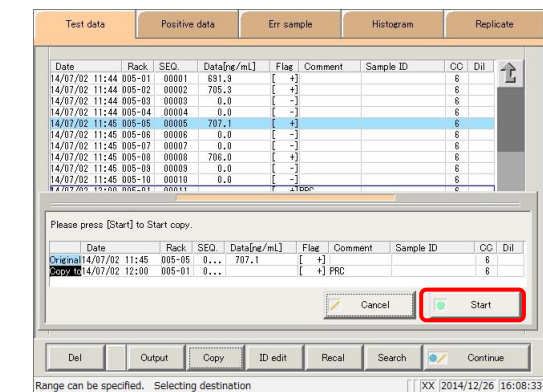 Test data Positive data Err sample Histogram Replicate
Date Rack SEQ. Data[ng/mL] Flag Comment Sample ID CC Dil
14/07/02 11:44 005-01 00001 691.9 [ +] 6
14/07/02 11:44 005-02 00002 705.3 [ +] 6
14/07/02 11:44 005-03 00003 0.0 [ -] 6
14/07/02 11:44 005-04 00004 0.0 [ -] 6
14/07/02 11:45 005-05 00005 707.1 [ +] 6
14/07/02 11:45 005-06 00006 0.0 [ -] 6
14/07/02 11:45 005-07 00007 0.0 [ -] 6
14/07/02 11:45 005-08 00008 706.0 [ +] 6
14/07/02 11:45 005-09 00009 0.0 [ -] 6
14/07/02 11:45 005-10 00010 0.0 [ -] 6
14/07/02 12:00 005-01 00011 [ +]PRC 6
Please press [Start] to Start copy.
Date Rack SEQ. Data[ng/mL] Flag Comment Sample ID CC Dil
Original 14/07/02 11:45 005-05 0... 707.1 [ +] 6
Copy to 14/07/02 12:00 005-01 0... [ +] PRC 6
Cancel Start
Del Output Copy ID edit Recal Search Continue
Range can be specified. Selecting destination [ [ XX 2014/12/26 16:08:33